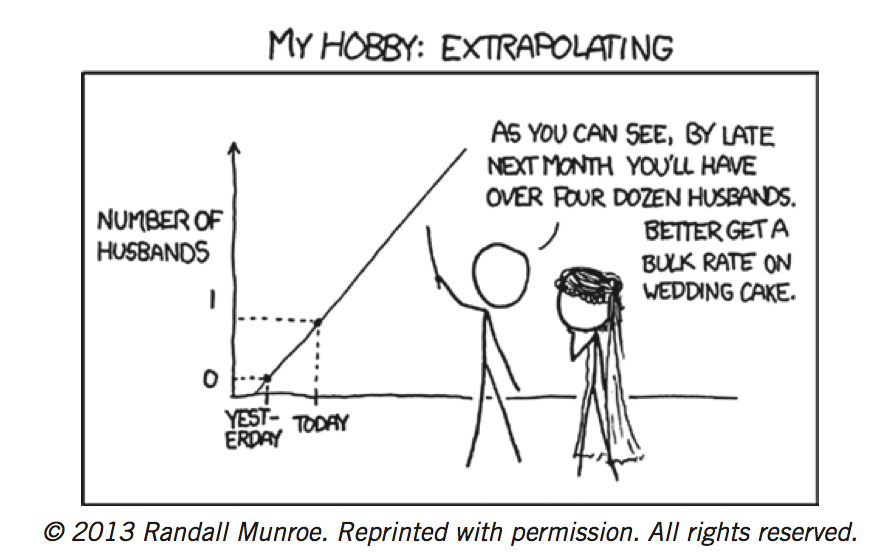 MY HOBBY: EXTRAPOLATING
AS YOU CAN SEE, BY LATE
NEXT MONTH YOU'LL HAVE
OVER FOUR DOZEN HUSBANDS.
BETTER GET A
BULK RATE ON
WEDDING CAKE.
NUMBER OF
HUSBANDS
1
0
YEST-
ERDAY
TODAY
© 2013 Randall Munroe. Reprinted with permission. All rights reserved.